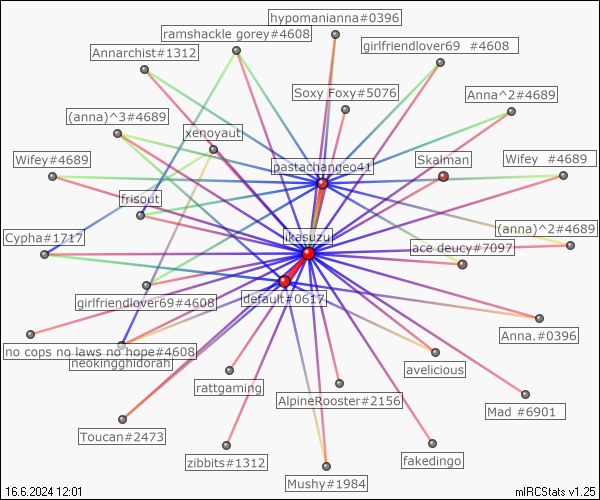 hypomanianna#0396
ramshackle gorey#4608
girlfriendlover69 #4608
Annarchist#1312
Soxy Foxy#5076
Anna^2#4689
(anna)^3#4689
xenoyaut
Wifey#4689
pastachangeo41
Skalman
Wifey #4689
frisout
(anna)^2#4689
Cypha#1717
ikasuzu
ace deucy#7097
girlfriendlover69#4608
default#0617
Anna.#0396
no cops no laws no hope#4608
neokingghidorah
avelicious
rattgaming
AlpineRooster#2156
Mad #6901
Toucan#2473
zibbits#1312
fakedingo
Mushy#1984
16.6.2024 12:01
mIRCStats v1.25